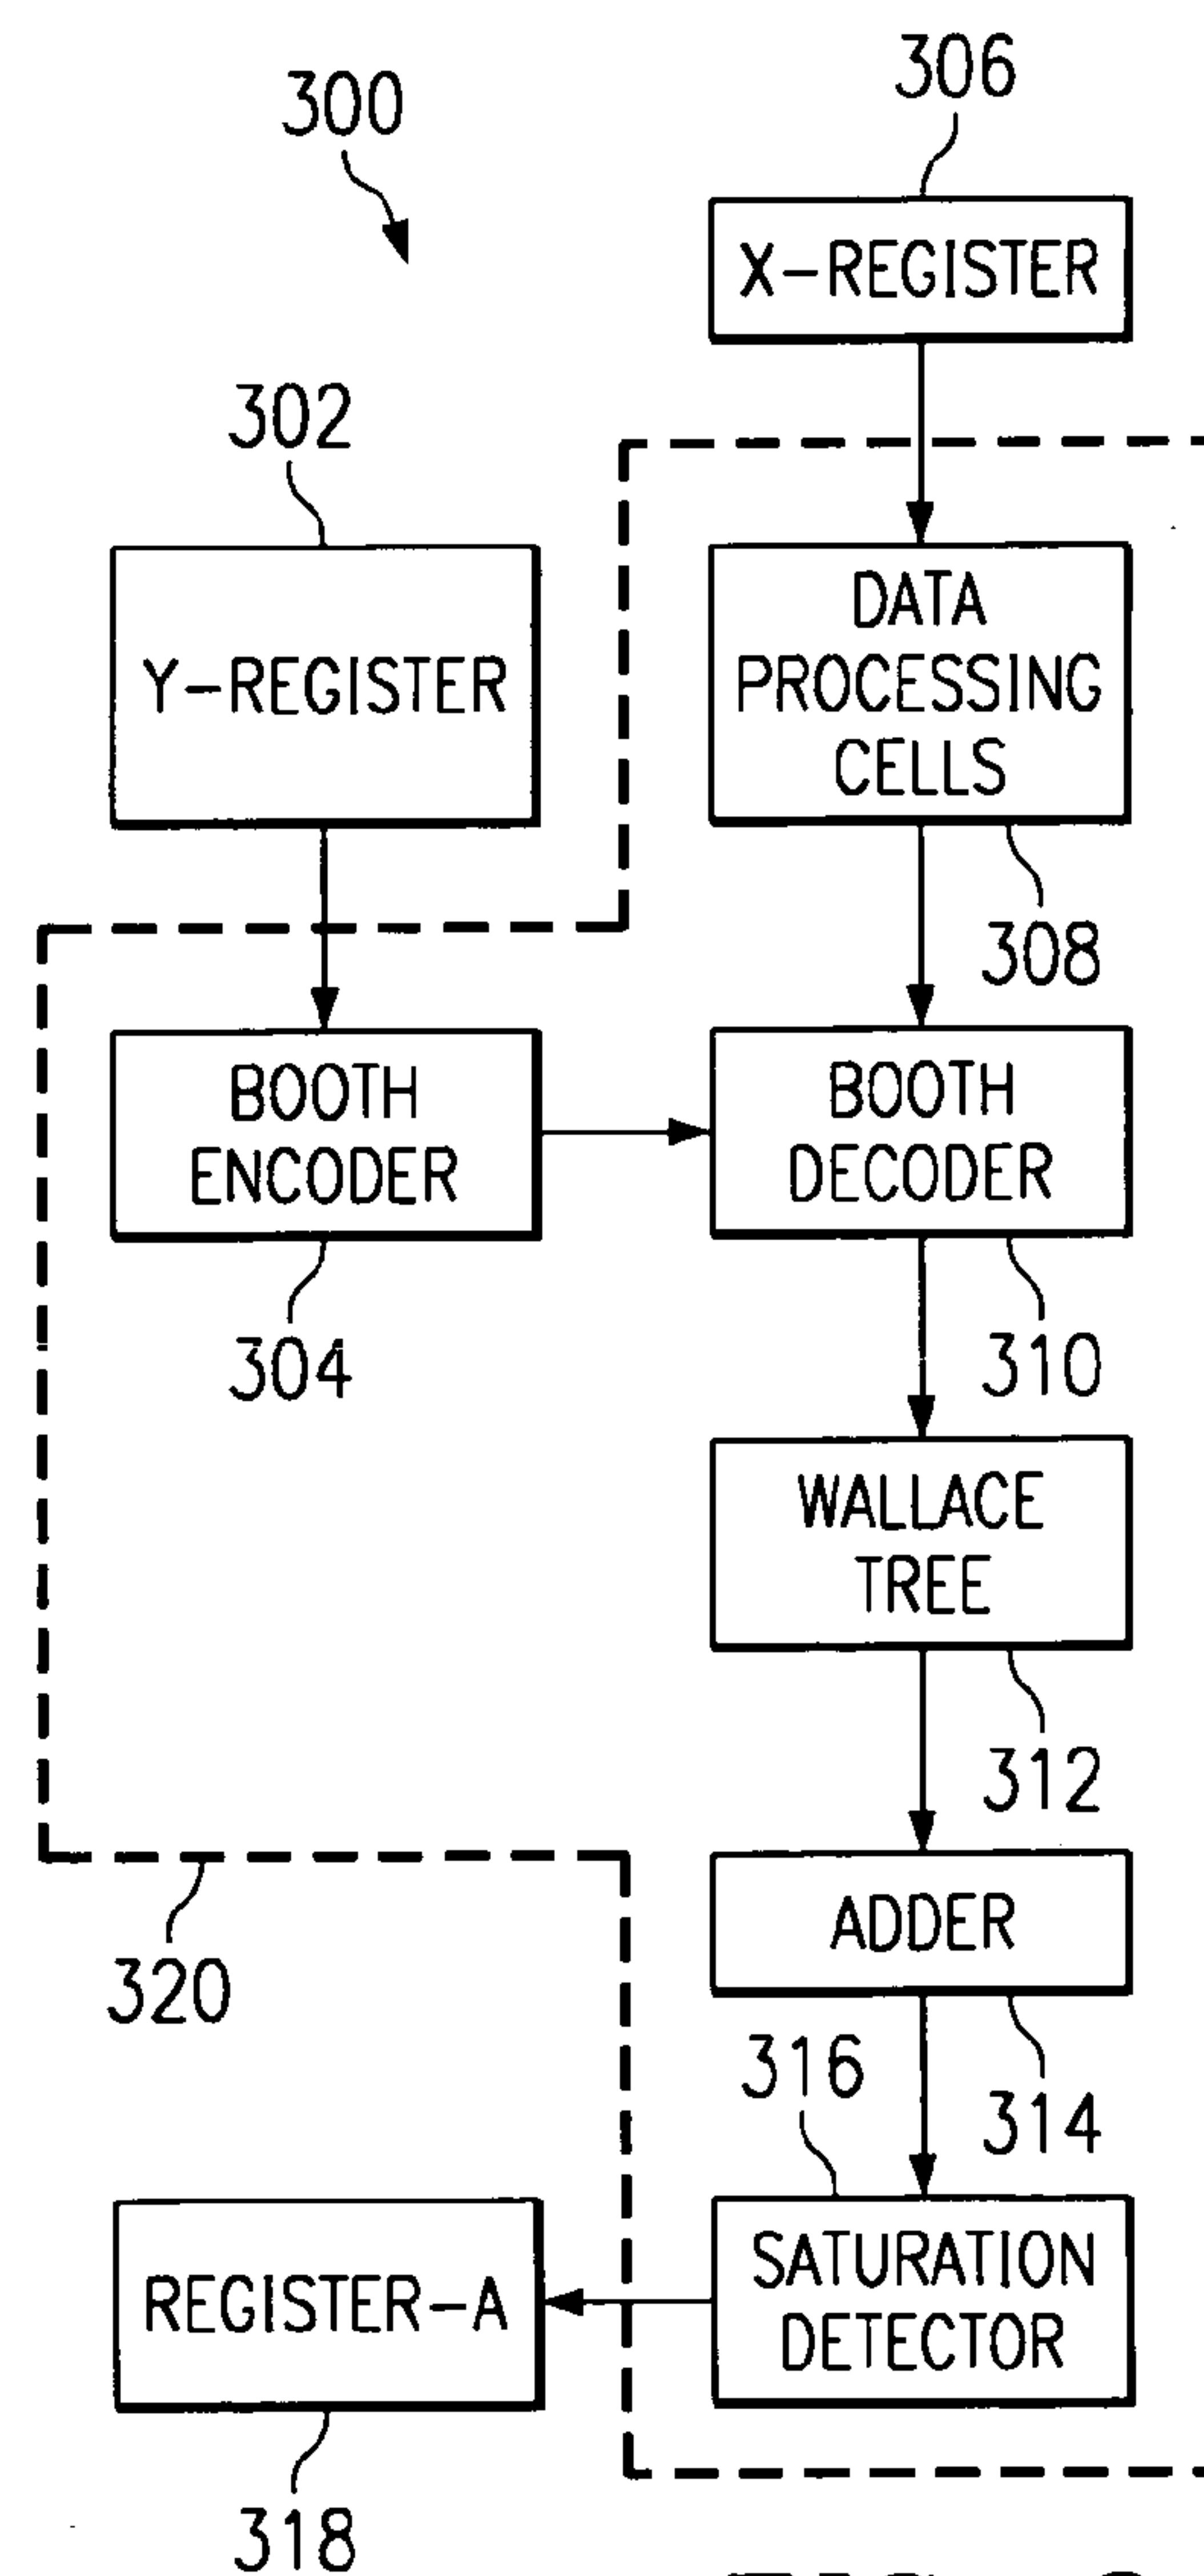 300
306
X-REGISTER
302
Y-REGISTER
DATA
PROCESSING
CELLS
308
BOOTH
ENCODER
304
BOOTH
DECODER
310
WALLACE
TREE
312
320
ADDER
314
316
SATURATION
DETECTOR
REGISTER-A
318